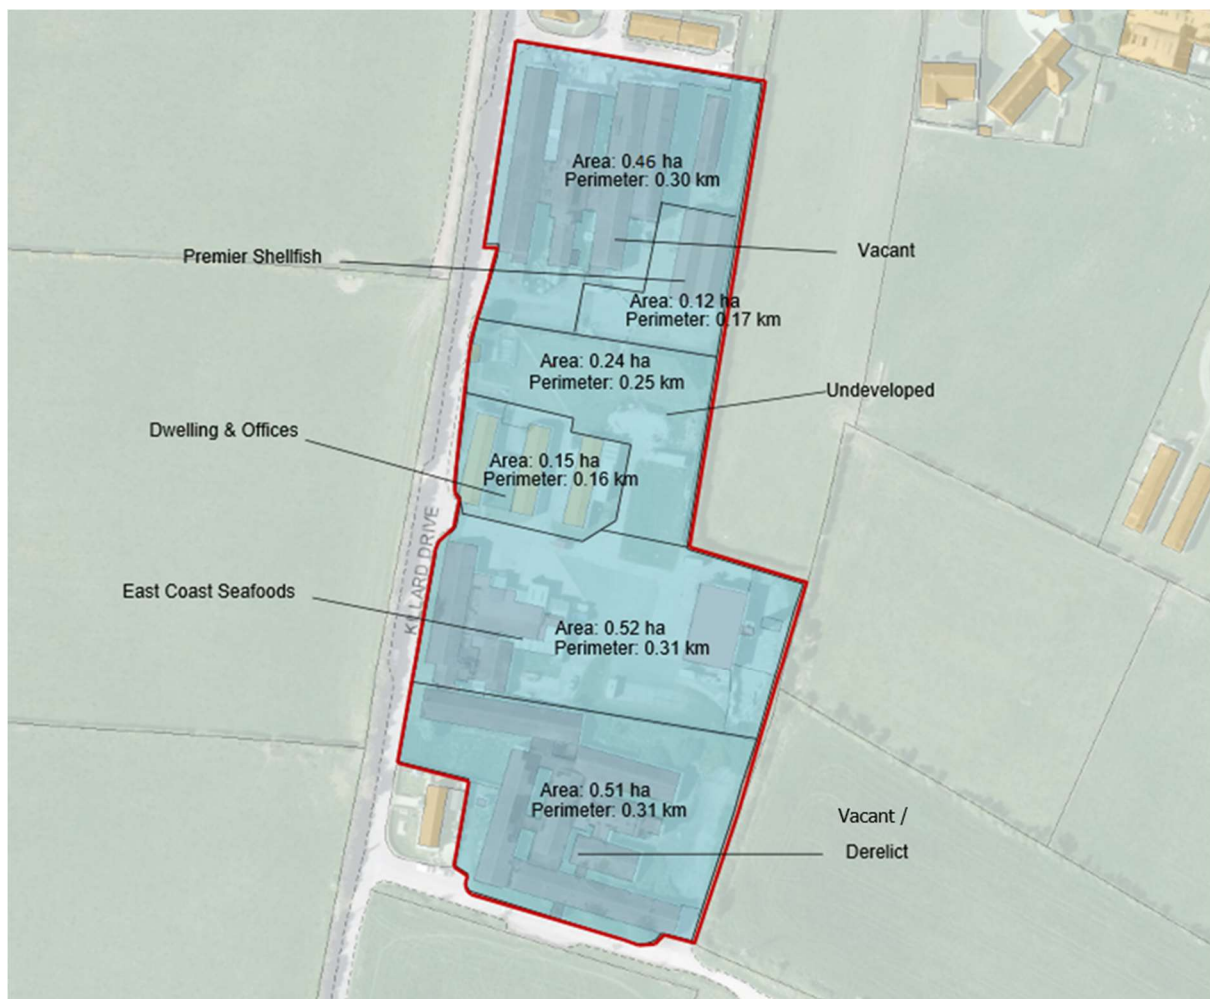 Area: 0.46 ha
Perimeter: 0.30 km
Vacant
Premier Shellfish
Area: 0.12 ha
Perimeter: 0.17 km
Area: 0.24 ha
Perimeter: 0.25 km
Undeveloped
Dwelling & Offices
Area: 0.15 ha
Perimeter: 0.16 km
KILLARD DRIVE
East Coast Seafoods
Area: 0.52 ha
Perimeter: 0.31 km
Area: 0.51 ha
Perimeter: 0.31 km
Vacant /
Derelict